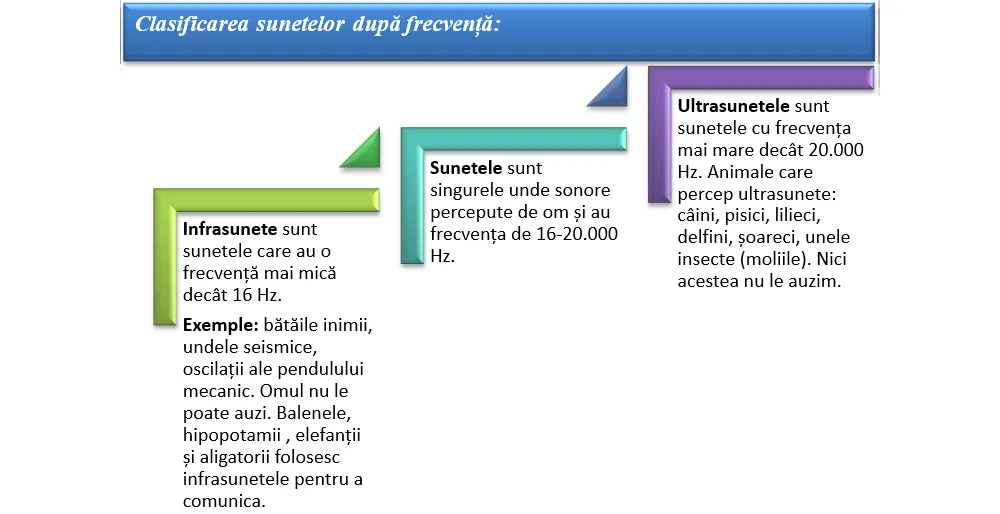 Clasificarea sunetelor după frecvență:
Infrasunete sunt
sunetele care au o
frecvență mai mică
decât 16 Hz.
Exemple: bătăile inimii,
undele seismice,
oscilații ale pendulului
mecanic. Omul nu le
poate auzi. Balenele,
hipopotamii , elefanții
și aligatorii folosesc
infrasunetele pentru a
comunica.
Sunetele sunt
singurele unde sonore
percepute de om și au
frecvența de 16-20.000
Hz.
Ultrasunetele sunt
sunetele cu frecvența
mai mare decât 20.000
Hz. Animale care
percep ultrasunete:
câini, pisici, lilieci,
delfini, șoareci, unele
insecte (moliile). Nici
acestea nu le auzim.